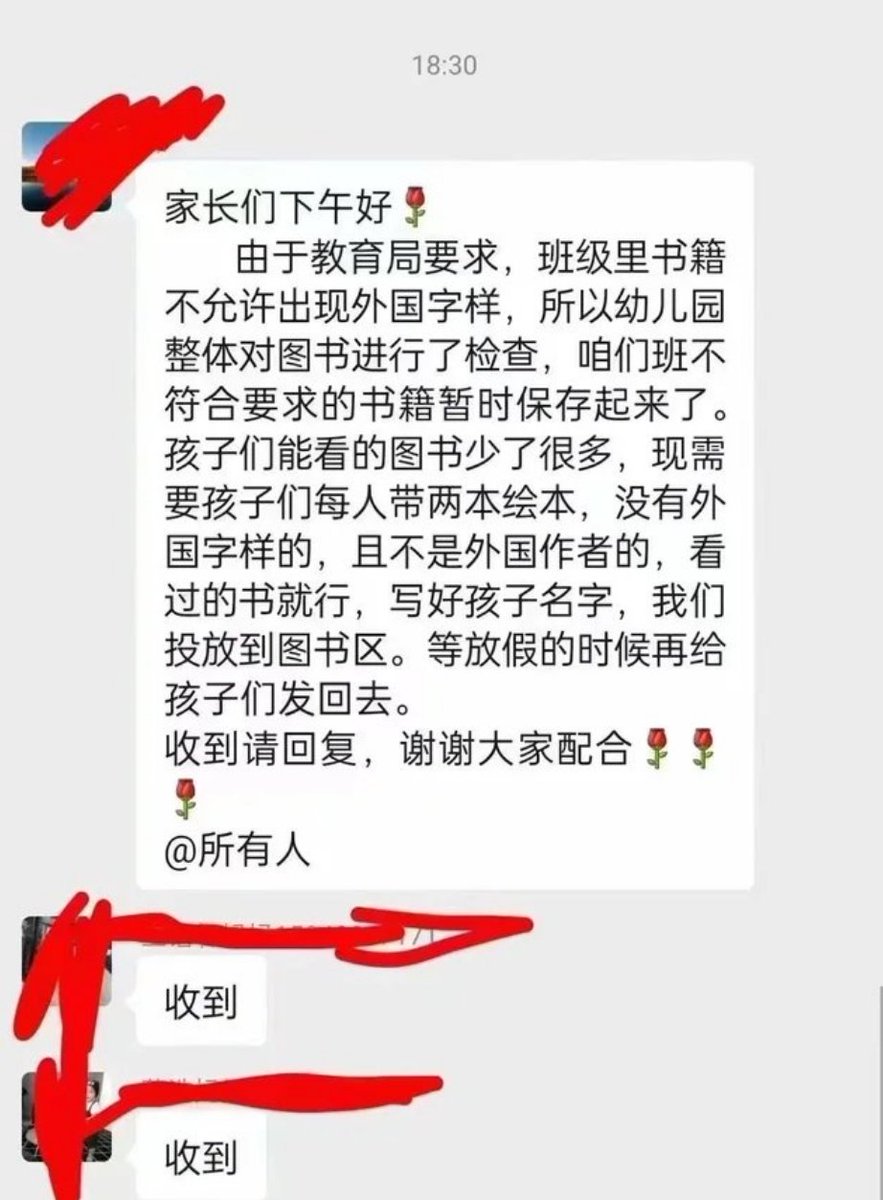 18:30
家长们下午好🌹
由于教育局要求，班级里书籍
不允许出现外国字样，所以幼儿园
整体对图书进行了检查，咱们班不
符合要求的书籍暂时保存起来了。
孩子们能看的图书少了很多，现需
要孩子们每人带两本绘本，没有外
国字样的，且不是外国作者的，看
过的书就行，写好孩子名字，我们
投放到图书区。等放假的时候再给
孩子们发回去。
收到请回复，谢谢大家配合🌹🌹
🌹
@所有人
收到
收到